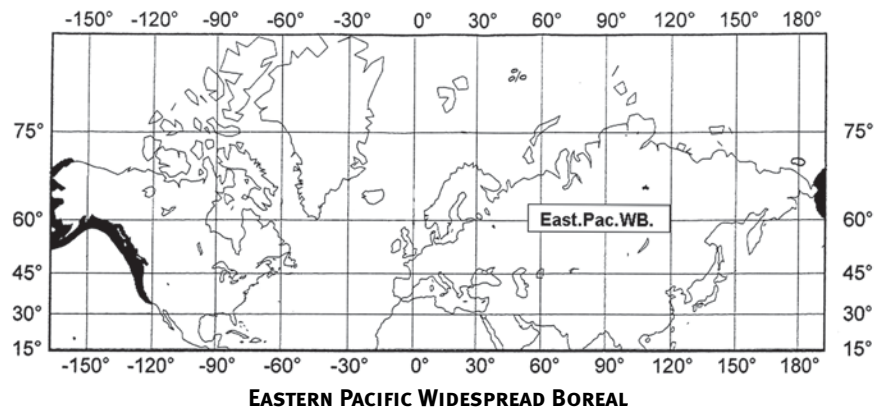 -150° -120° -90° -60° -30° 0° 30° 60° 90° 120° 150° 180°
75° 75°
60° East.Pac.WB. 60°
45° 45°
30° 30°
15° 15°
-150° -120° -90° -60° -30° 0° 30° 60° 90° 120° 150° 180°
EASTERN PACIFIC WIDESPREAD BOREAL